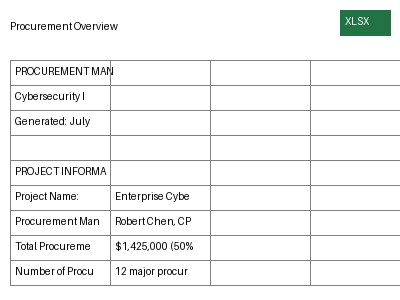 Procurement Overview
XLSX
PROCUREMENT MAN
Cybersecurity I
Generated: July
PROJECT INFORMA
Project Name: Enterprise Cybe
Procurement Man Robert Chen, CP
Total Procureme $1,425,000 (50%
Number of Procu 12 major procur